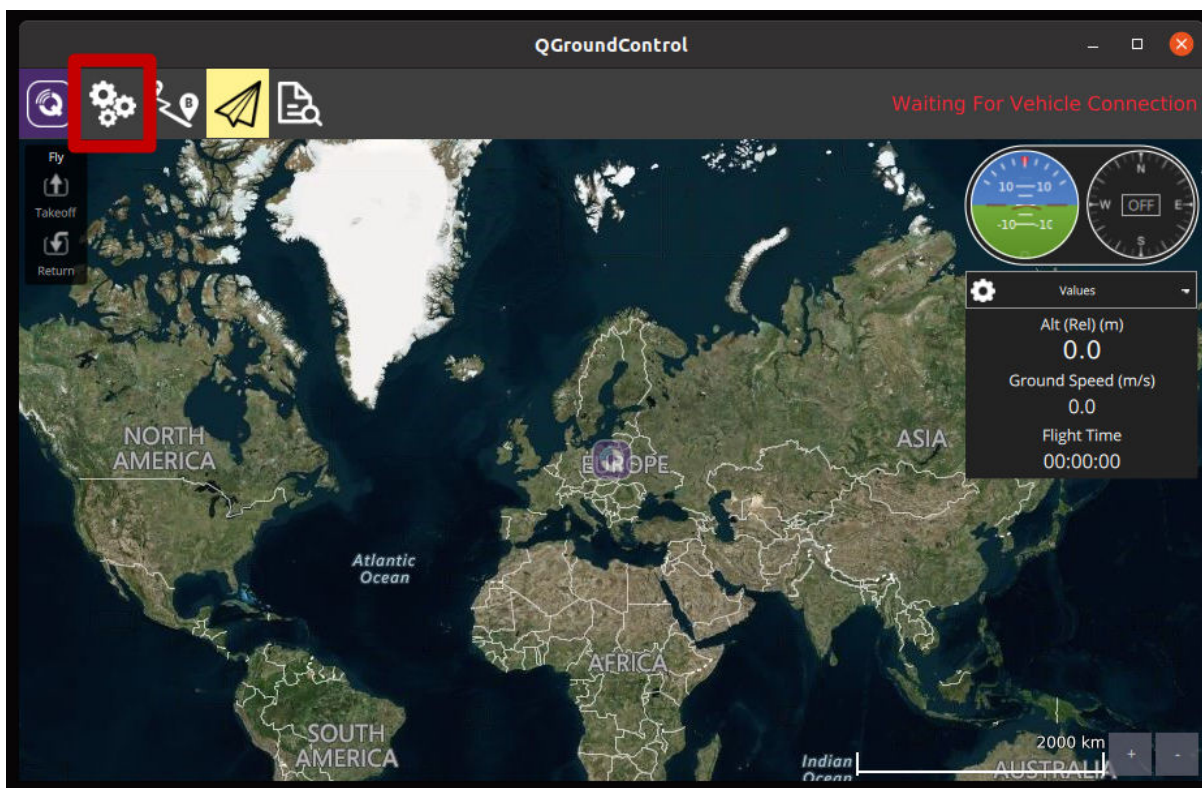 QGroundControl
B
Waiting For Vehicle Connection
Fly
Takeoff
Return
10 10
-10 -10
N
W OFF E
S
Values
Alt (Rel) (m)
0.0
Ground Speed (m/s)
0.0
Flight Time
00:00:00
NORTH
AMERICA
EUROPE
ASIA
Atlantic
Ocean
AFRICA
SOUTH
AMERICA
Indian
Ocean
2000 km
+ -
AUSTRALIA